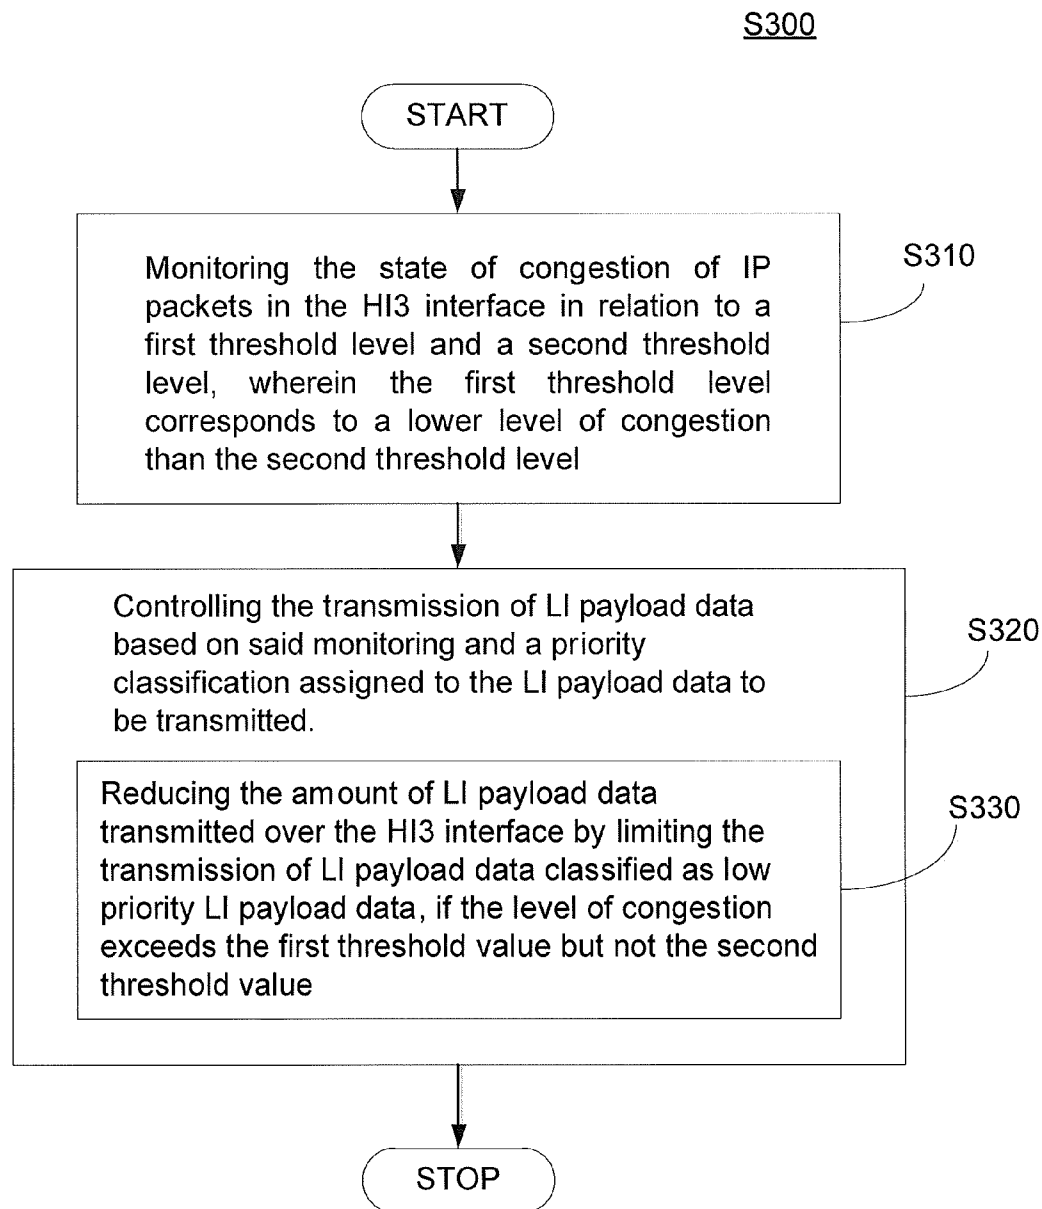 S300
START
Monitoring the state of congestion of IP
packets in the HI3 interface in relation to a
first threshold level and a second threshold
level, wherein the first threshold level
corresponds to a lower level of congestion
than the second threshold level
S310
Controlling the transmission of LI payload data
based on said monitoring and a priority
classification assigned to the LI payload data to
be transmitted.
S320
Reducing the amount of LI payload data
transmitted over the HI3 interface by limiting the
transmission of LI payload data classified as low
priority LI payload data, if the level of congestion
exceeds the first threshold value but not the second
threshold value
S330
STOP